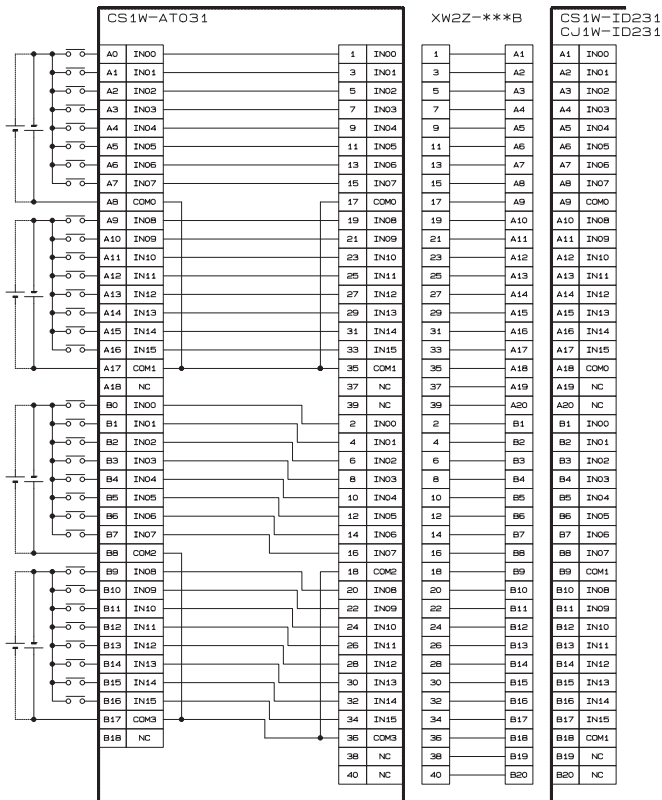 CS1W-AT031 XW2Z-***B CS1W-ID231
CJ1W-ID231
A0 IN00 1 IN00 1 A1 A1 IN00
A1 IN01 3 IN01 3 A2 A2 IN01
A2 IN02 5 IN02 5 A3 A3 IN02
A3 IN03 7 IN03 7 A4 A4 IN03
A4 IN04 9 IN04 9 A5 A5 IN04
A5 IN05 11 IN05 11 A6 A6 IN05
A6 IN06 13 IN06 13 A7 A7 IN06
A7 IN07 15 IN07 15 A8 A8 IN07
A8 COM0 17 COM0 17 A9 A9 COM0
A9 IN08 19 IN08 19 A10 A10 IN08
A10 IN09 21 IN09 21 A11 A11 IN09
A11 IN10 23 IN10 23 A12 A12 IN10
A12 IN11 25 IN11 25 A13 A13 IN11
A13 IN12 27 IN12 27 A14 A14 IN12
A14 IN13 29 IN13 29 A15 A15 IN13
A15 IN14 31 IN14 31 A16 A16 IN14
A16 IN15 33 IN15 33 A17 A17 IN15
A17 COM1 35 COM1 35 A18 A18 COM0
A18 NC 37 NC 37 A19 A19 NC
B0 IN00 39 NC 39 A20 A20 NC
B1 IN01 2 IN00 2 B1 B1 IN00
B2 IN02 4 IN01 4 B2 B2 IN01
B3 IN03 6 IN02 6 B3 B3 IN02
B4 IN04 8 IN03 8 B4 B4 IN03
B5 IN05 10 IN04 10 B5 B5 IN04
B6 IN06 12 IN05 12 B6 B6 IN05
B7 IN07 14 IN06 14 B7 B7 IN06
B8 COM2 16 IN07 16 B8 B8 IN07
B9 IN08 18 COM2 18 B9 B9 COM1
B10 IN09 20 IN08 20 B10 B10 IN08
B11 IN10 22 IN09 22 B11 B11 IN09
B12 IN11 24 IN10 24 B12 B12 IN10
B13 IN12 26 IN11 26 B13 B13 IN11
B14 IN13 28 IN12 28 B14 B14 IN12
B15 IN14 30 IN13 30 B15 B15 IN13
B16 IN15 32 IN14 32 B16 B16 IN14
B17 COM3 34 IN15 34 B17 B17 IN15
B18 NC 36 COM3 36 B18 B18 COM1
38 NC 38 B19 B19 NC
40 NC 40 B20 B20 NC